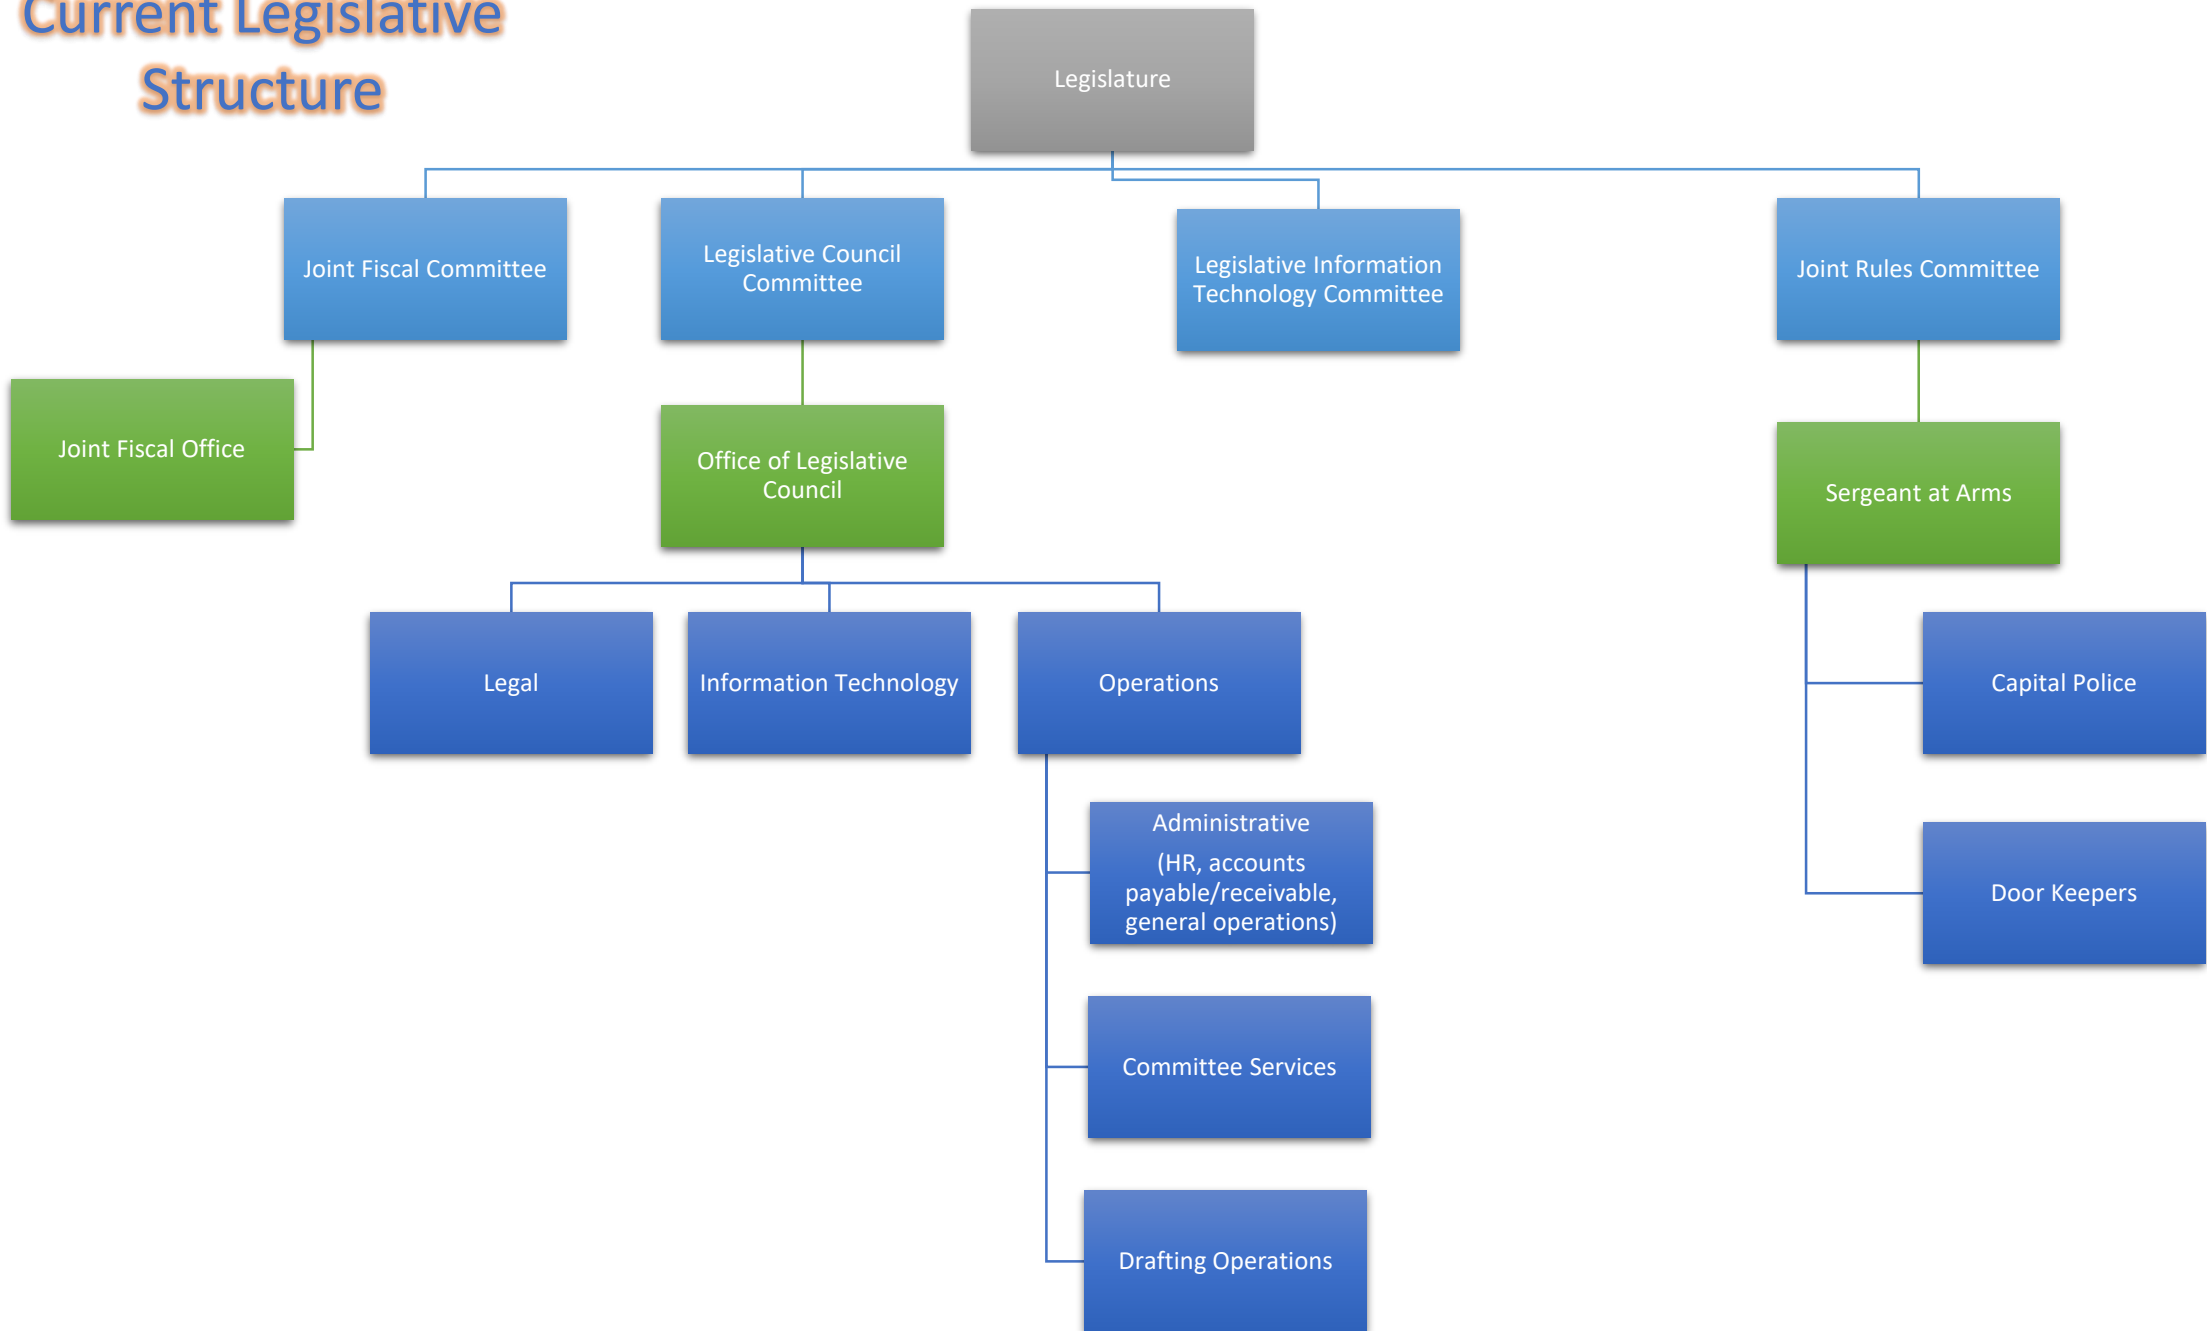 Current Legislative
Structure
Legislature
Joint Fiscal Committee
Legislative Council
Committee
Legislative Information
Technology Committee
Joint Rules Committee
Joint Fiscal Office
Office of Legislative
Council
Sergeant at Arms
Legal
Information Technology
Operations
Capital Police
Administrative
(HR, accounts
payable/receivable,
general operations)
Door Keepers
Committee Services
Drafting Operations